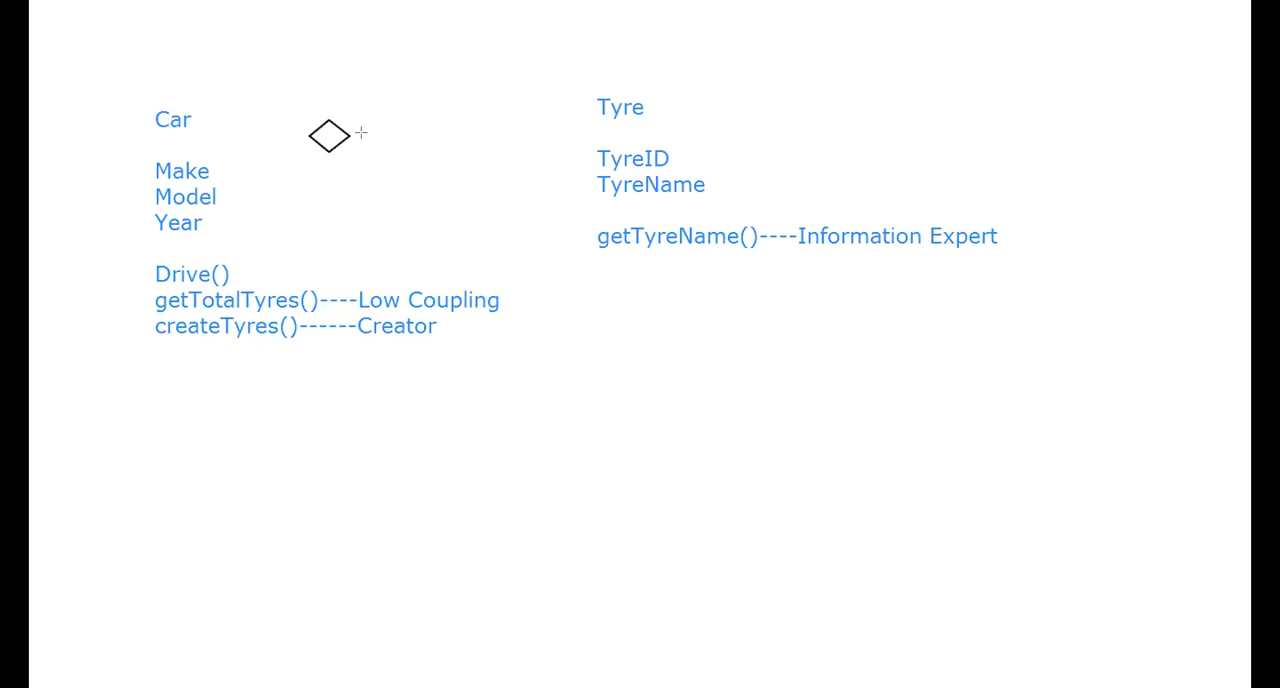 Car
Make
Model
Year
Drive()
getTotalTyres()----Low Coupling
createTyres()------Creator
Tyre
TyreID
TyreName
getTyreName()----Information Expert